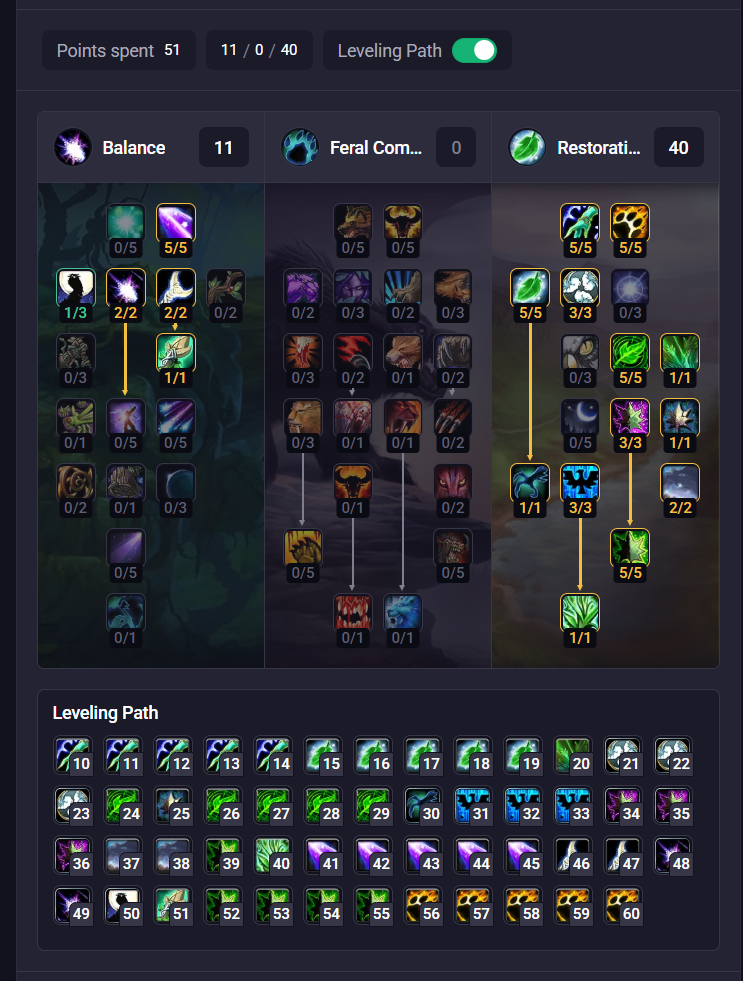 Points spent 51 11 / 0 / 40 Leveling Path
Balance 11 Feral Com... 0 Restorati... 40
0/5 5/5 0/5 0/5 5/5 5/5
1/3 2/2 2/2 0/2 0/2 0/3 0/2 0/3 5/5 3/3 0/3
0/3 1/1 0/3 0/2 0/1 0/2 0/3 5/5 1/1
0/1 0/5 0/5 0/3 0/1 0/1 0/2 0/5 3/3 1/1
0/2 0/1 0/3 0/1 0/2 1/1 3/3 2/2
0/5 0/5 0/5 5/5
0/1 0/1 0/1 1/1
Leveling Path
10 11 12 13 14 15 16 17 18 19 20 21 22
23 24 25 26 27 28 29 30 31 32 33 34 35
36 37 38 39 40 41 42 43 44 45 46 47 48
49 50 51 52 53 54 55 56 57 58 59 60